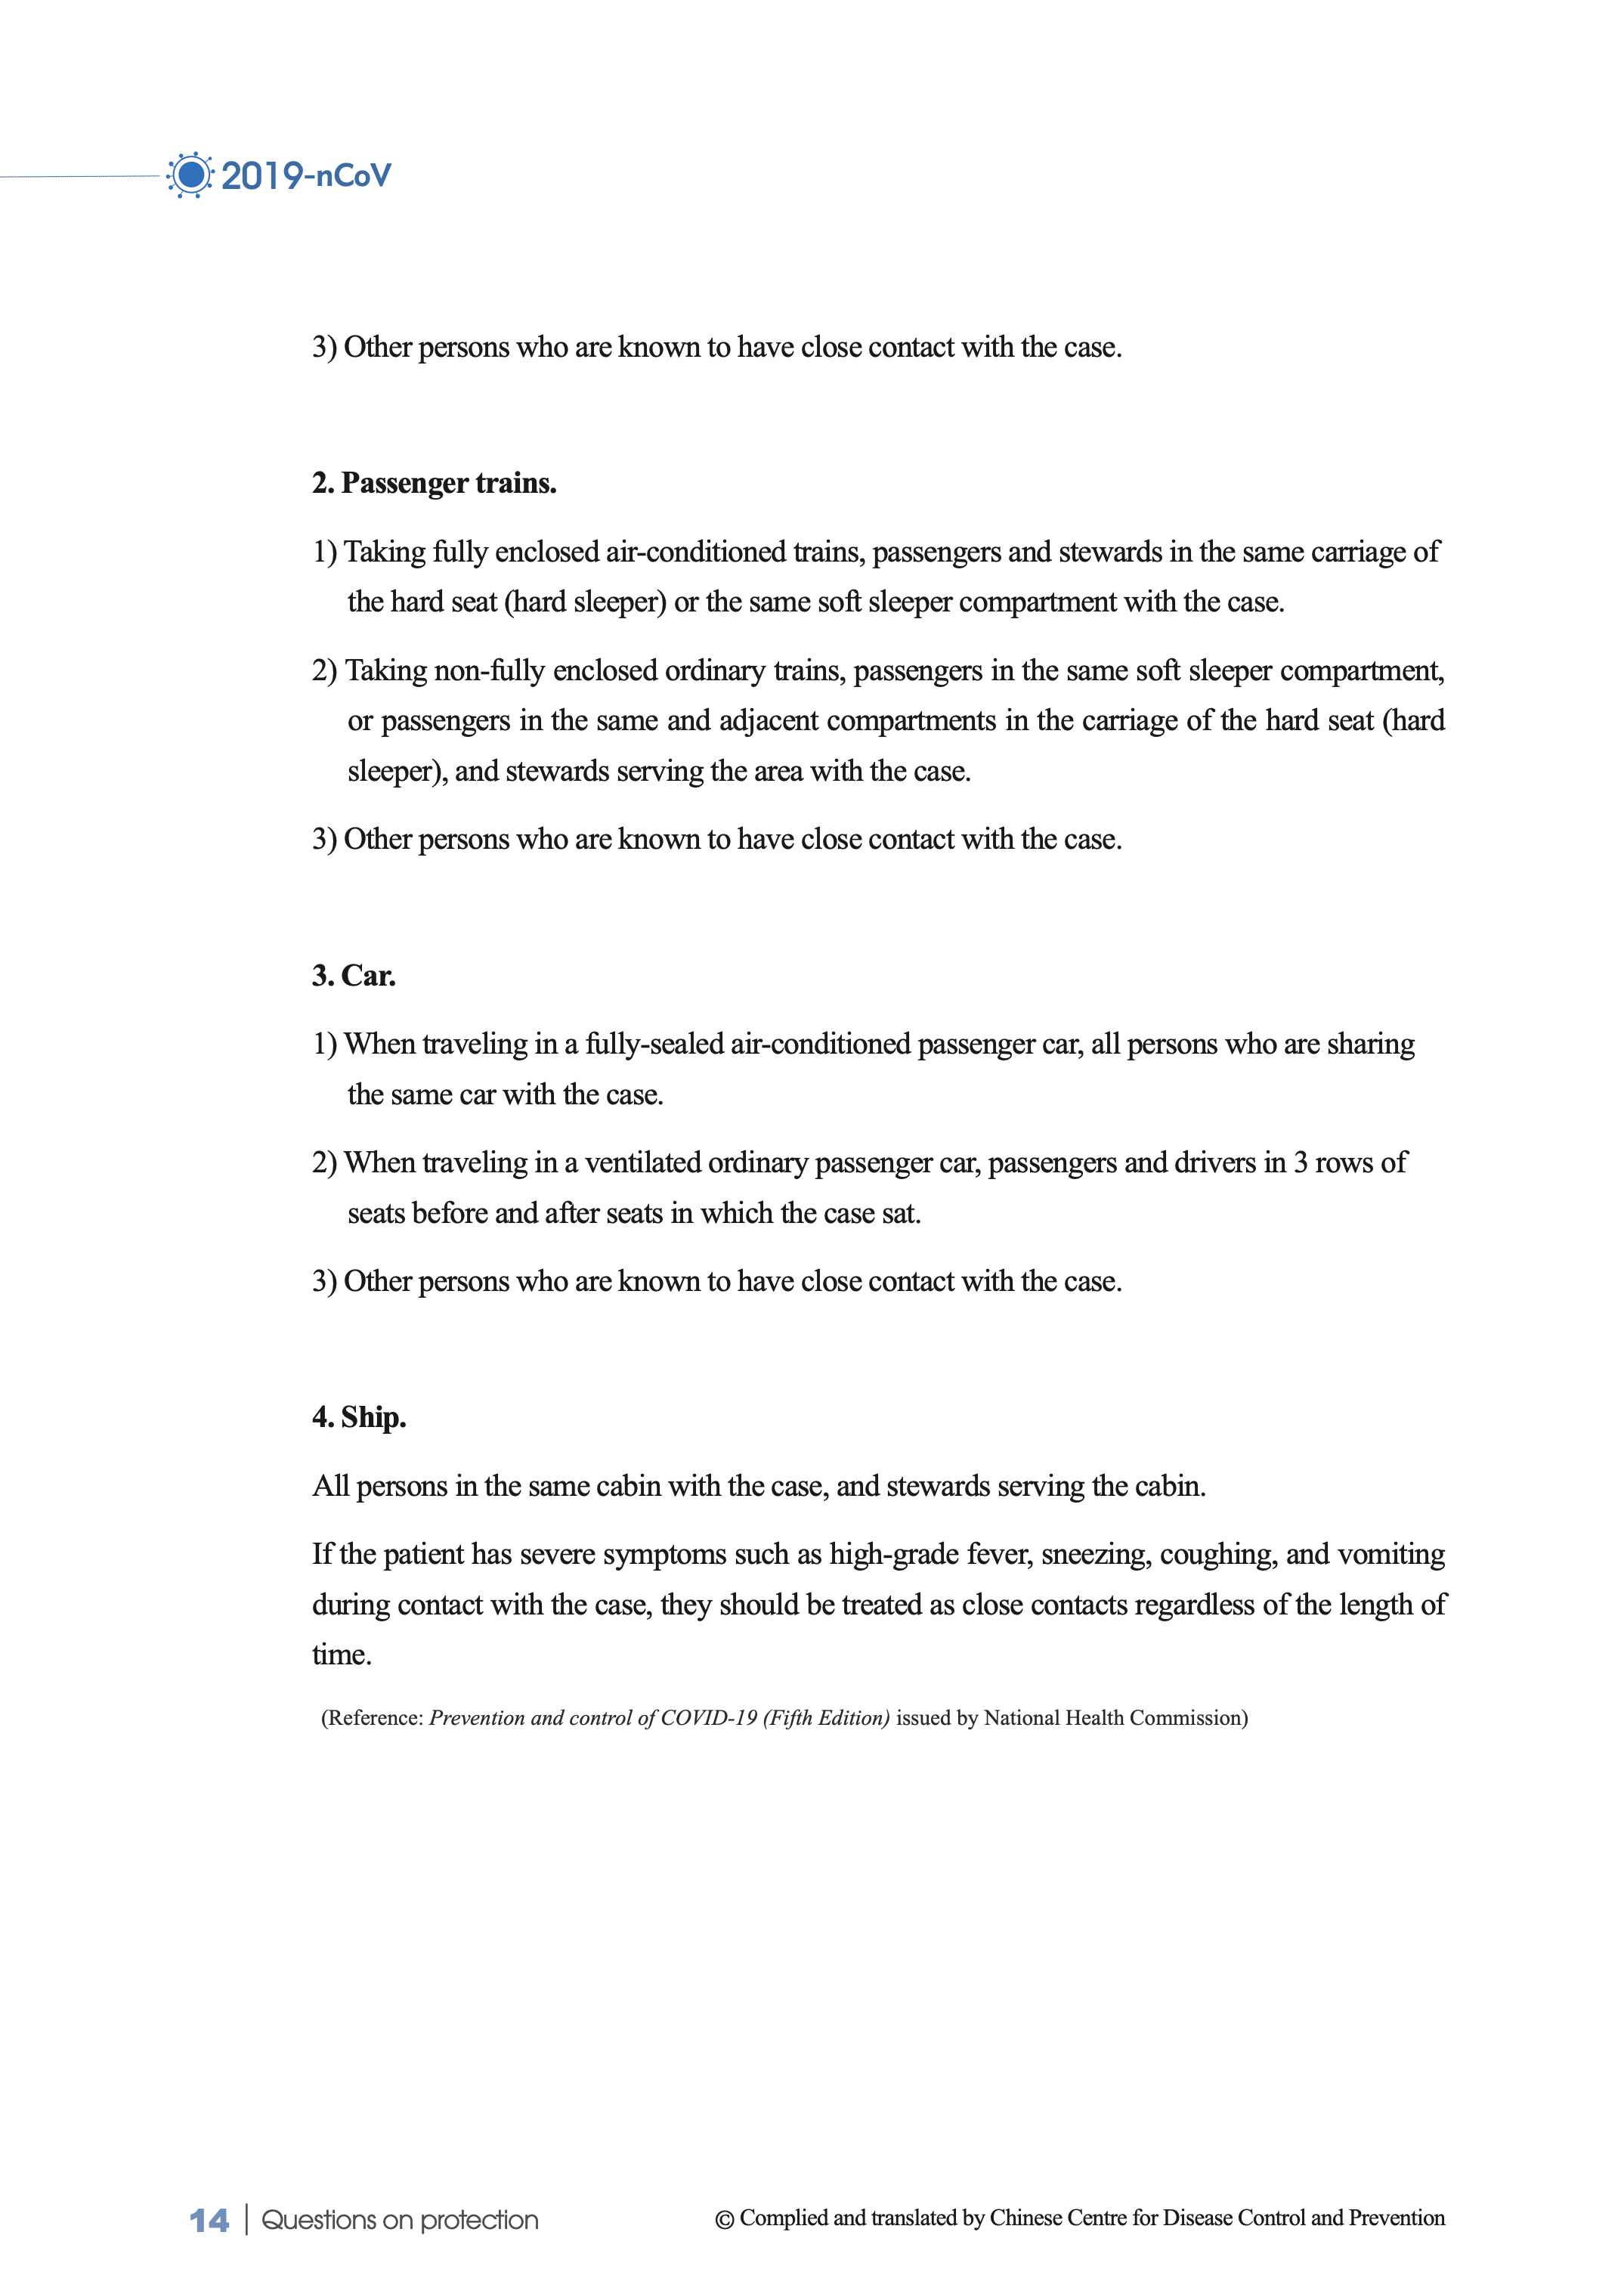 2019-nCoV
3) Other persons who are known to have close contact with the case.
2. Passenger trains.
1) Taking fully enclosed air-conditioned trains, passengers and stewards in the same carriage of
the hard seat (hard sleeper) or the same soft sleeper compartment with the case.
2) Taking non-fully enclosed ordinary trains, passengers in the same soft sleeper compartment,
or passengers in the same and adjacent compartments in the carriage of the hard seat (hard
sleeper), and stewards serving the area with the case.
3) Other persons who are known to have close contact with the case.
3. Car.
1) When traveling in a fully-sealed air-conditioned passenger car, all persons who are sharing
the same car with the case.
2) When traveling in a ventilated ordinary passenger car, passengers and drivers in 3 rows of
seats before and after seats in which the case sat.
3) Other persons who are known to have close contact with the case.
4. Ship.
All persons in the same cabin with the case, and stewards serving the cabin.
If the patient has severe symptoms such as high-grade fever, sneezing, coughing, and vomiting
during contact with the case, they should be treated as close contacts regardless of the length of
time.
(Reference: Prevention and control of COVID-19 (Fifth Edition) issued by National Health Commission)
14 | Questions on protection
© Complied and translated by Chinese Centre for Disease Control and Prevention